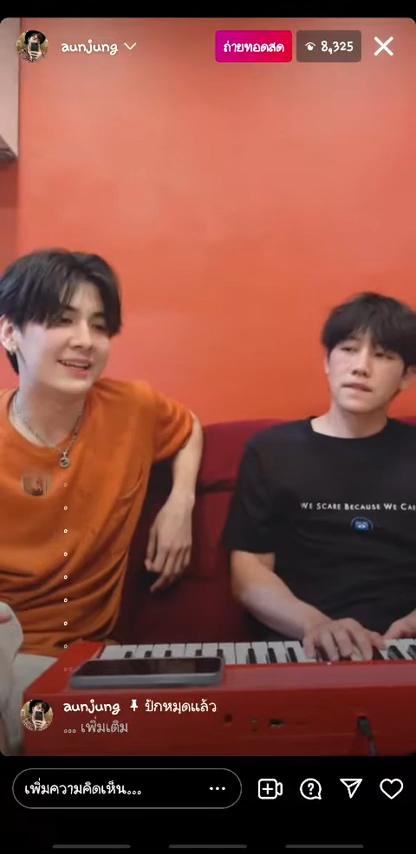 aunjung
ถ่ายทอดสด
8,325
WE SCARE BECAUSE WE
aunjung ปักหมุดแล้ว
... เพิ่มเติม
เพิ่มความคิดเห็น...